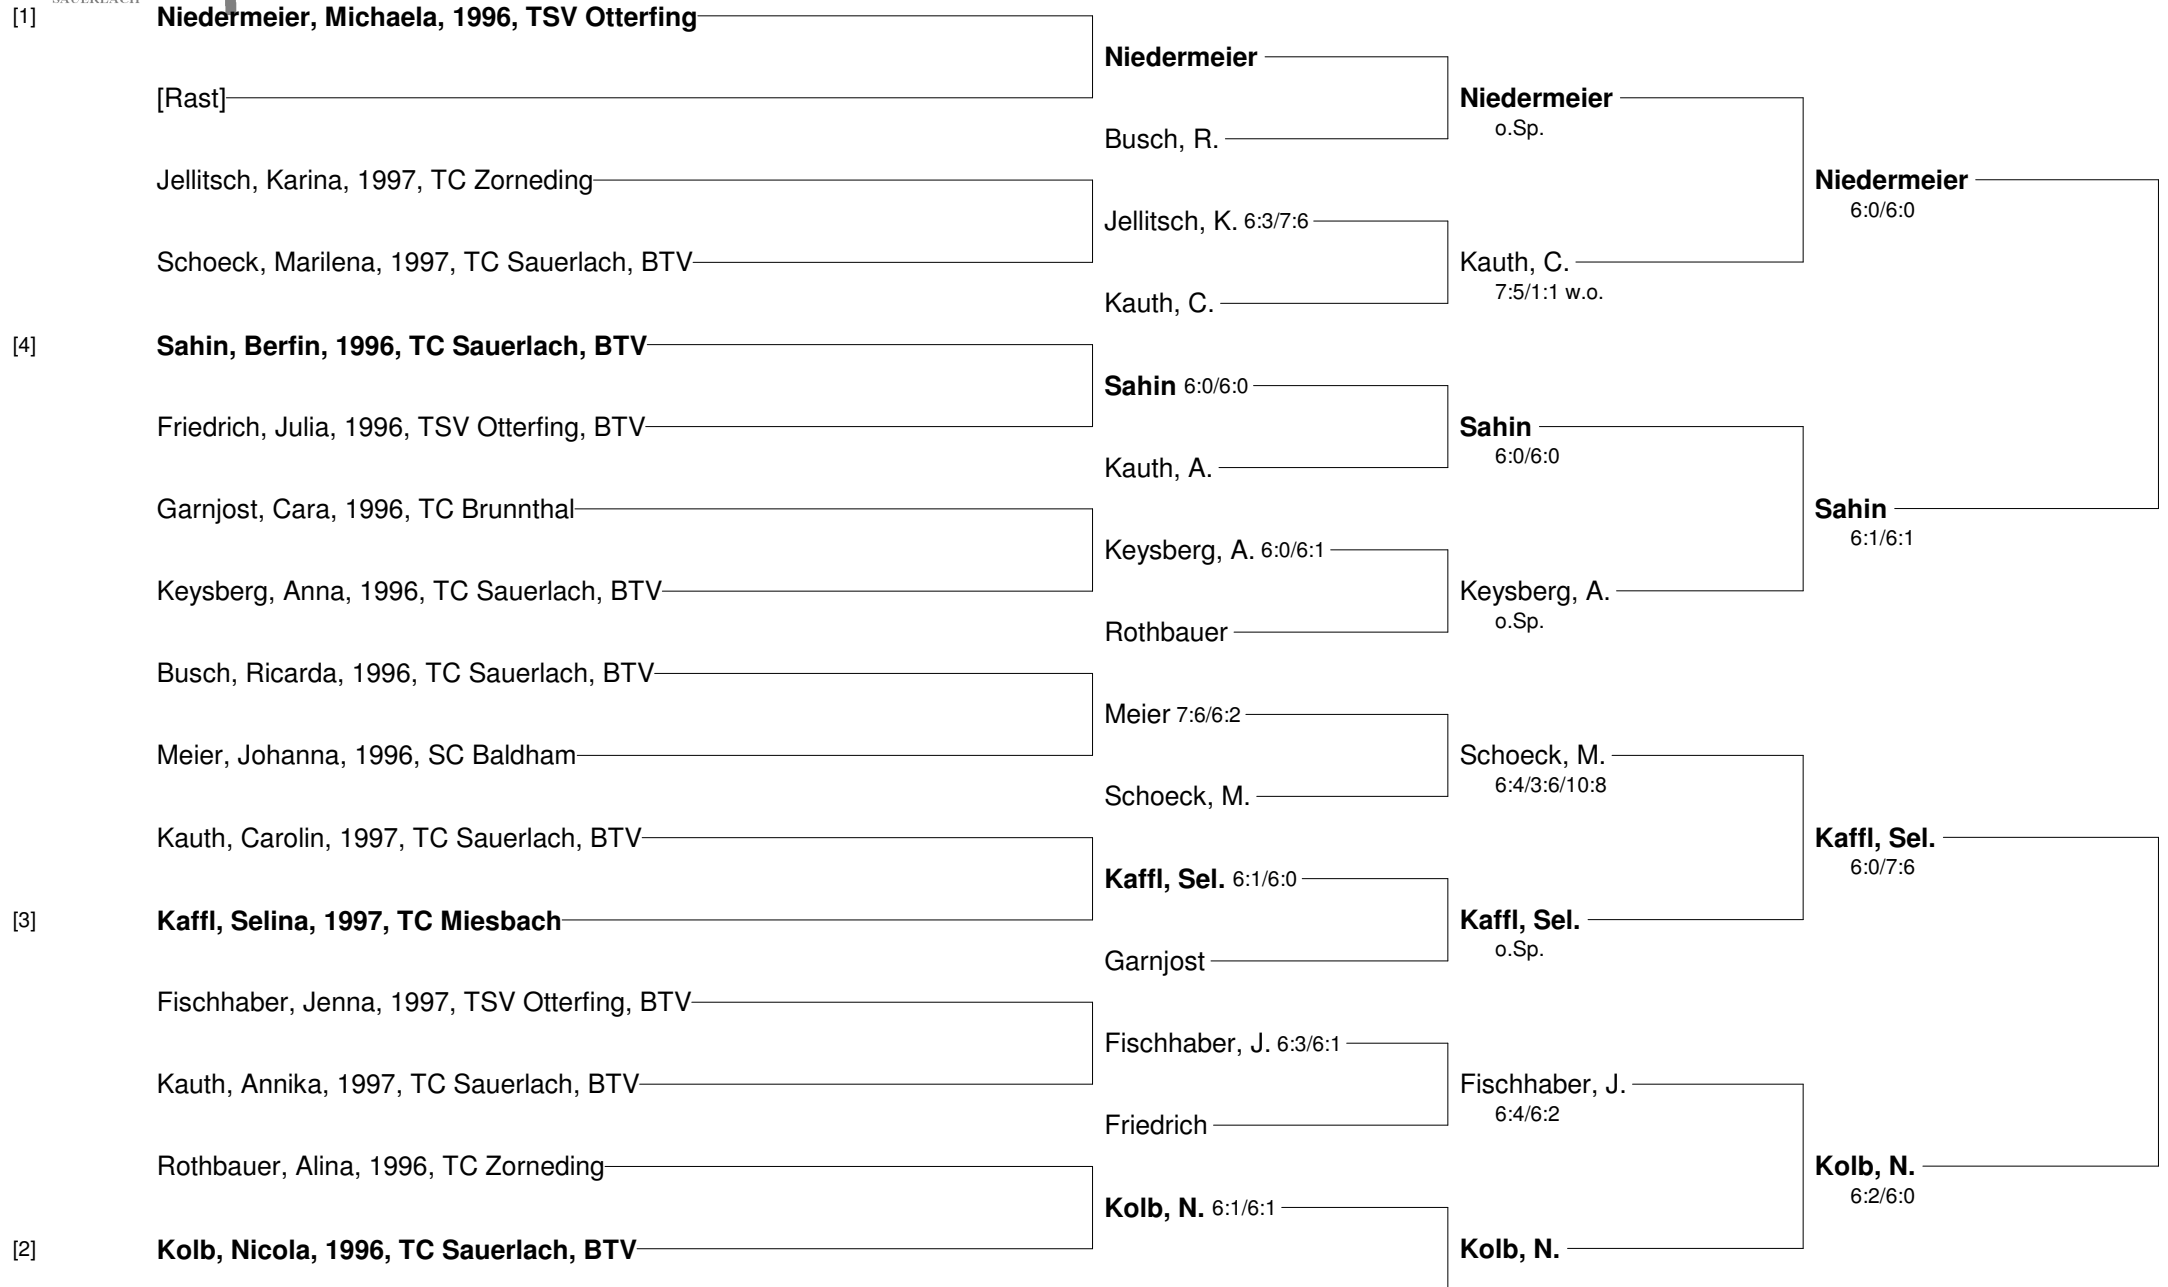 SAUERLACH
[1] Niedermeier, Michaela, 1996, TSV Otterfing
Niedermeier
[Rast]
Niedermeier
o.Sp.
Busch, R.
Jellitsch, Karina, 1997, TC Zorneding
Niedermeier
6:0/6:0
Jellitsch, K. 6:3/7:6
Schoeck, Marilena, 1997, TC Sauerlach, BTV
Kauth, C.
7:5/1:1 w.o.
Kauth, C.
[4] Sahin, Berfin, 1996, TC Sauerlach, BTV
Sahin 6:0/6:0
Friedrich, Julia, 1996, TSV Otterfing, BTV
Sahin
6:0/6:0
Kauth, A.
Garnjost, Cara, 1996, TC Brunnthal
Sahin
6:1/6:1
Keysberg, A. 6:0/6:1
Keysberg, Anna, 1996, TC Sauerlach, BTV
Keysberg, A.
o.Sp.
Rothbauer
Busch, Ricarda, 1996, TC Sauerlach, BTV
Meier 7:6/6:2
Meier, Johanna, 1996, SC Baldham
Schoeck, M.
6:4/3:6/10:8
Schoeck, M.
Kauth, Carolin, 1997, TC Sauerlach, BTV
Kaffl, Sel.
6:0/7:6
Kaffl, Sel. 6:1/6:0
[3] Kaffl, Selina, 1997, TC Miesbach
Kaffl, Sel.
o.Sp.
Garnjost
Fischhaber, Jenna, 1997, TSV Otterfing, BTV
Fischhaber, J. 6:3/6:1
Kauth, Annika, 1997, TC Sauerlach, BTV
Fischhaber, J.
6:4/6:2
Friedrich
Rothbauer, Alina, 1996, TC Zorneding
Kolb, N.
6:2/6:0
Kolb, N. 6:1/6:1
[2] Kolb, Nicola, 1996, TC Sauerlach, BTV
Kolb, N.